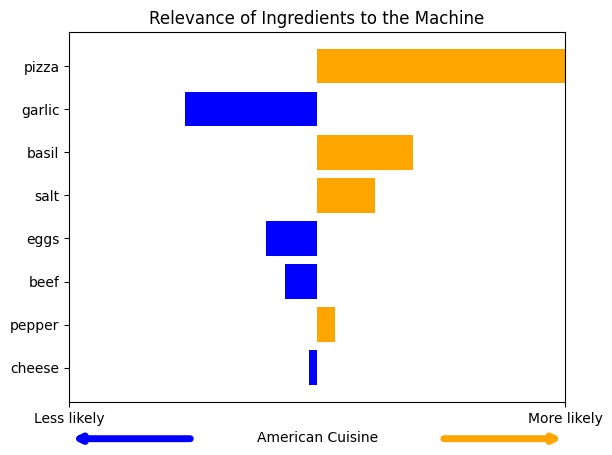 Relevance of Ingredients to the Machine
pizza
garlic
basil
salt
eggs
beef
pepper
cheese
Less likely
More likely
American Cuisine